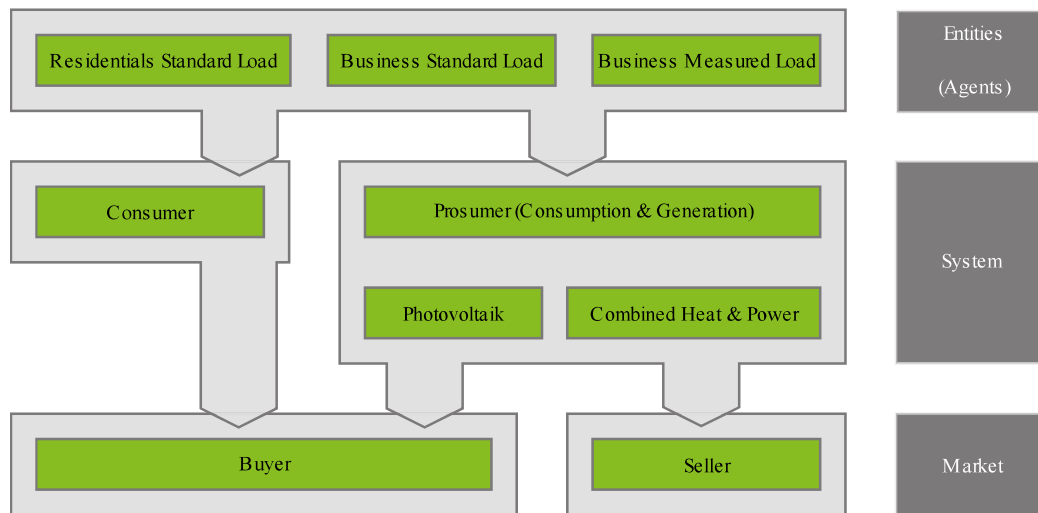 Residentials Standard Load
Business Standard Load
Business Measured Load
Entities
(Agents)
Consumer
Prosumer (Consumption & Generation)
System
Photovoltaik
Combined Heat & Power
Buyer
Seller
Market